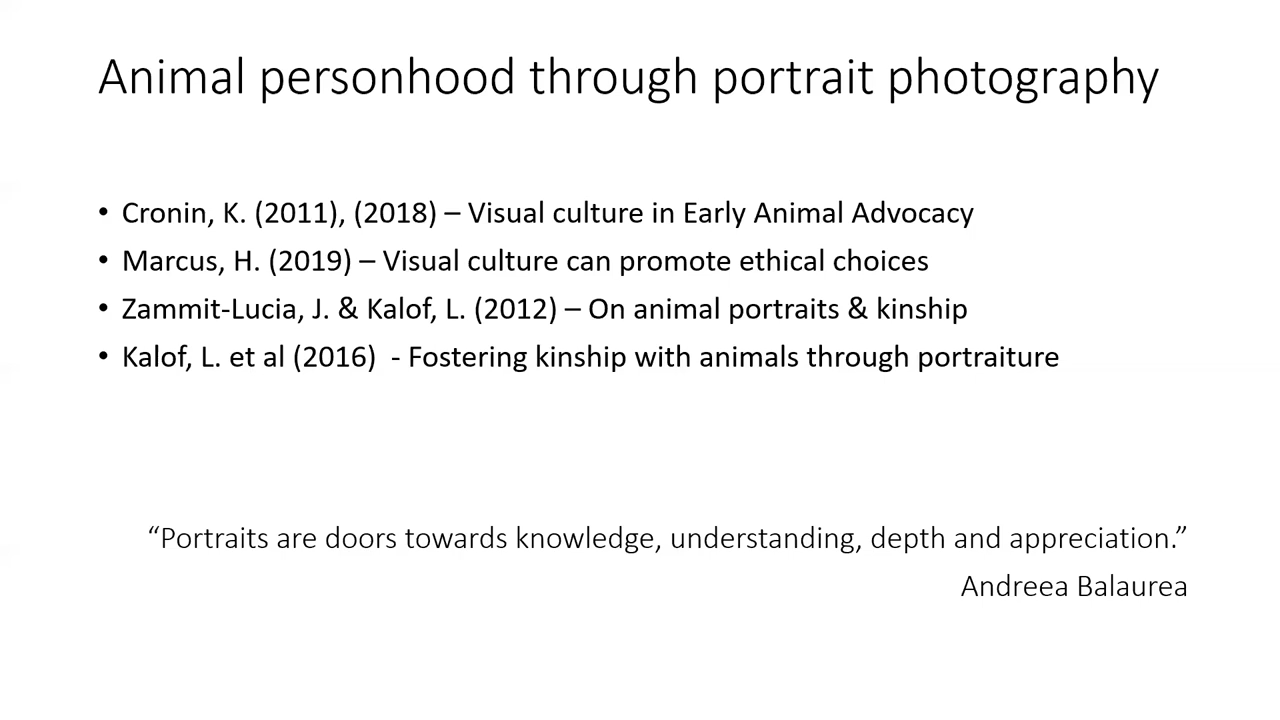 Animal personhood through portrait photography
• Cronin, K. (2011), (2018) – Visual culture in Early Animal Advocacy
• Marcus, H. (2019) – Visual culture can promote ethical choices
• Zammit-Lucia, J. & Kalof, L. (2012) – On animal portraits & kinship
• Kalof, L. et al (2016)  - Fostering kinship with animals through portraiture
“Portraits are doors towards knowledge, understanding, depth and appreciation.”
Andreea Balaurea